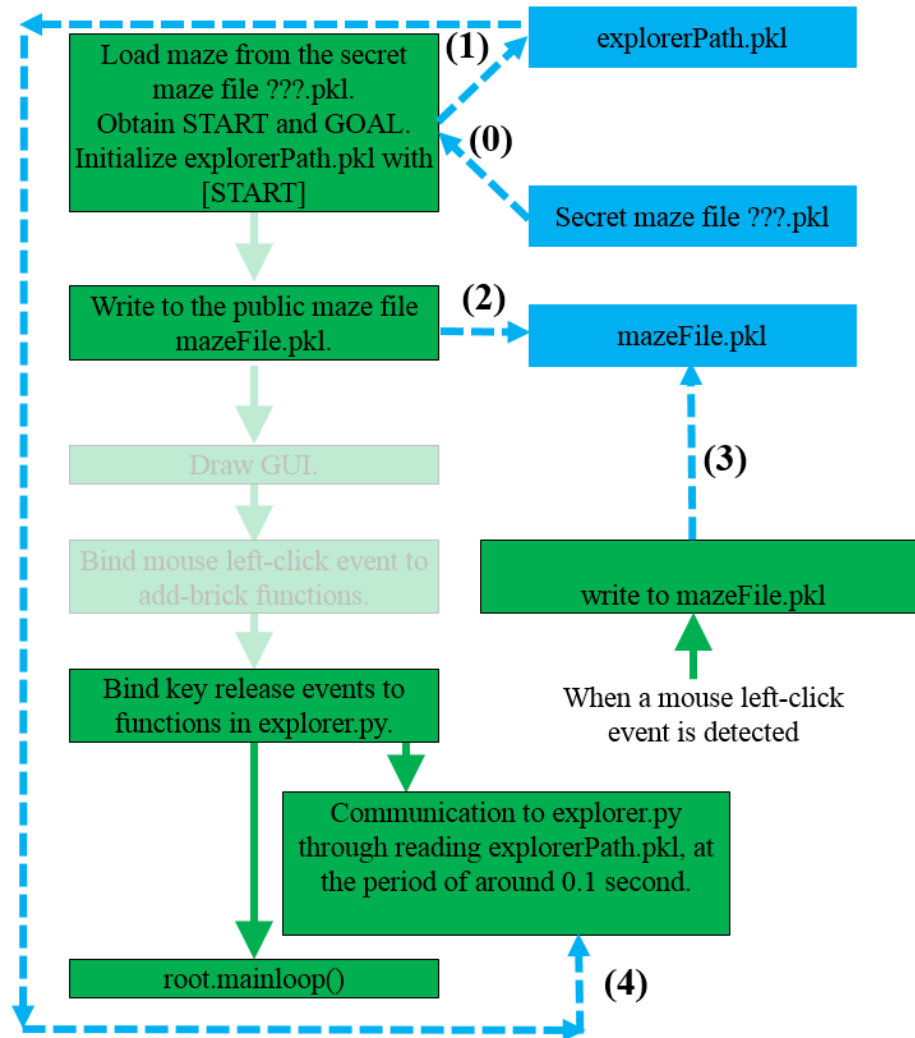 Load maze from the secret
maze file ???.pkl.
Obtain START and GOAL.
Initialize explorerPath.pkl with
[START]
(1)
explorerPath.pkl
(0)
Secret maze file ???.pkl
Write to the public maze file
mazeFile.pkl.
(2)
mazeFile.pkl
Draw GUI.
(3)
Bind mouse left-click event to
add-brick functions.
write to mazeFile.pkl
Bind key release events to
functions in explorer.py.
When a mouse left-click
event is detected
Communication to explorer.py
through reading explorerPath.pkl, at
the period of around 0.1 second.
root.mainloop()
(4)